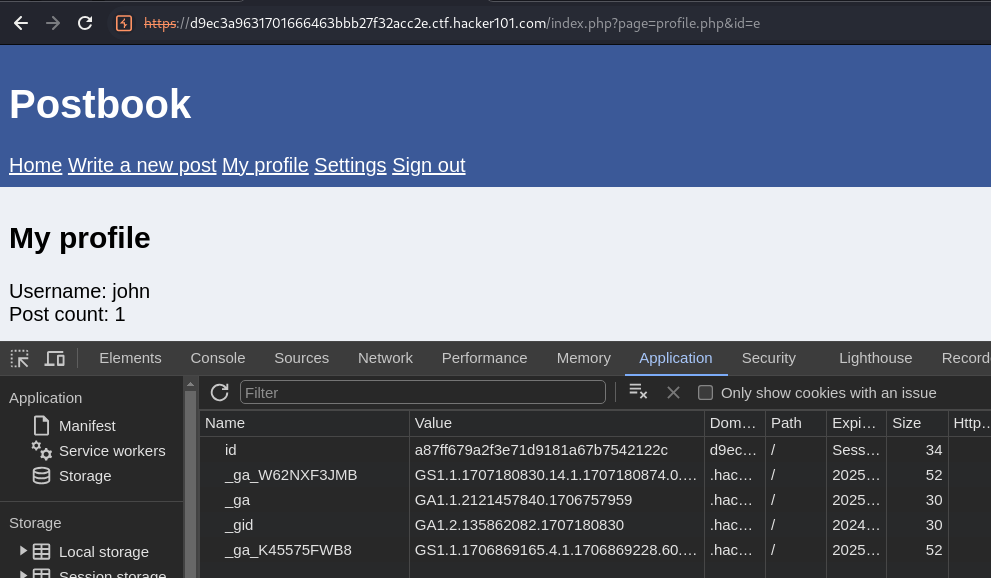 https://d9ec3a9631701666463bbb27f32acc2e.ctf.hacker101.com/index.php?page=profile.php&id=e
Postbook
Home Write a new post My profile Settings Sign out
My profile
Username: john
Post count: 1
Elements Console Sources Network Performance Memory Application Security Lighthouse Record
Application
Manifest
Service workers
Storage
Storage
Local storage
Session storage
Filter
Only show cookies with an issue
Name Value Dom... Path Expi... Size Http...
id a87ff679a2f3e71d9181a67b7542122c d9ec... / Sess... 34
_ga_W62NXF3JMB GS1.1.1707180830.14.1.1707180874.0.... .hac... / 2025... 52
_ga GA1.1.2121457840.1706757959 .hac... / 2025... 30
_gid GA1.2.135862082.1707180830 .hac... / 2024... 30
_ga_K45575FWB8 GS1.1.1706869165.4.1.1706869228.60.... .hac... / 2025... 52